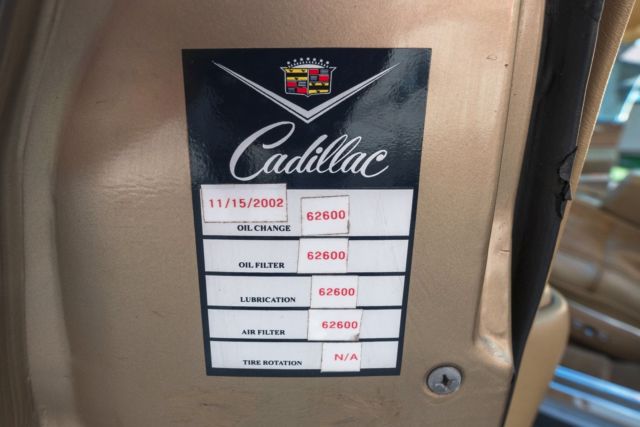 Cadillac
11/15/2002
OIL CHANGE 62600
OIL FILTER 62600
LUBRICATION 62600
AIR FILTER 62600
TIRE ROTATION N/A